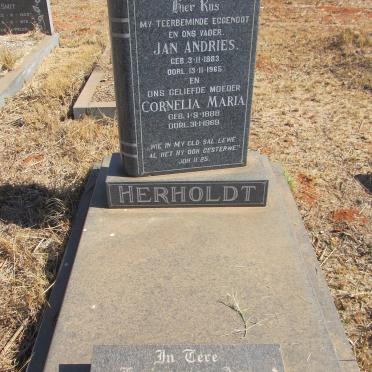 SMIT
Hier Rus
MY TEERBEMINDE EGGENOOT
EN ONS VADER
JAN ANDRIES.
GEB. 3-11-1883
OORL. 13-11-1965
EN
ONS GELIEFDE MOEDER
CORNELIA MARIA
GEB. 1-9-1888
OORL. 31-1-1969
"WIE IN MY GLO SAL LEWE
AL HET HY OOK GESTERWE."
JOH. 11:25.
HERHOLDT
In Tere